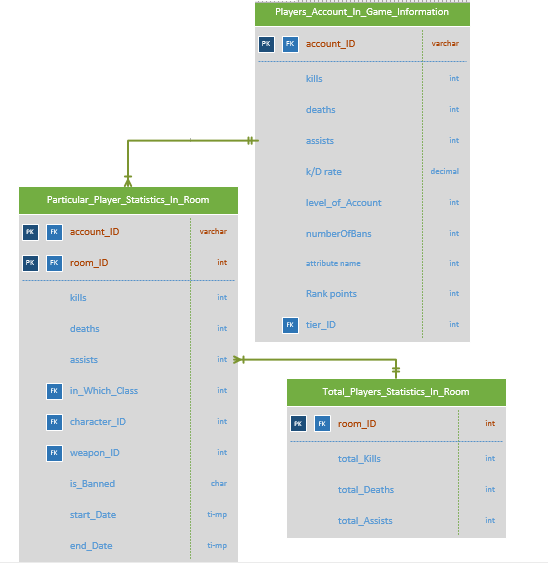 Players_Account_In_Game_Information
PK FK account_ID varchar
kills int
deaths int
assists int
k/D rate decimal
level_of_Account int
numberOfBans int
attribute name int
Rank points int
FK tier_ID int
Particular_Player_Statistics_In_Room
PK FK account_ID varchar
PK FK room_ID int
kills int
deaths int
assists int
FK in_Which_Class int
FK character_ID int
FK weapon_ID int
is_Banned char
start_Date ti-mp
end_Date ti-mp
Total_Players_Statistics_In_Room
PK FK room_ID int
total_Kills int
total_Deaths int
total_Assists int